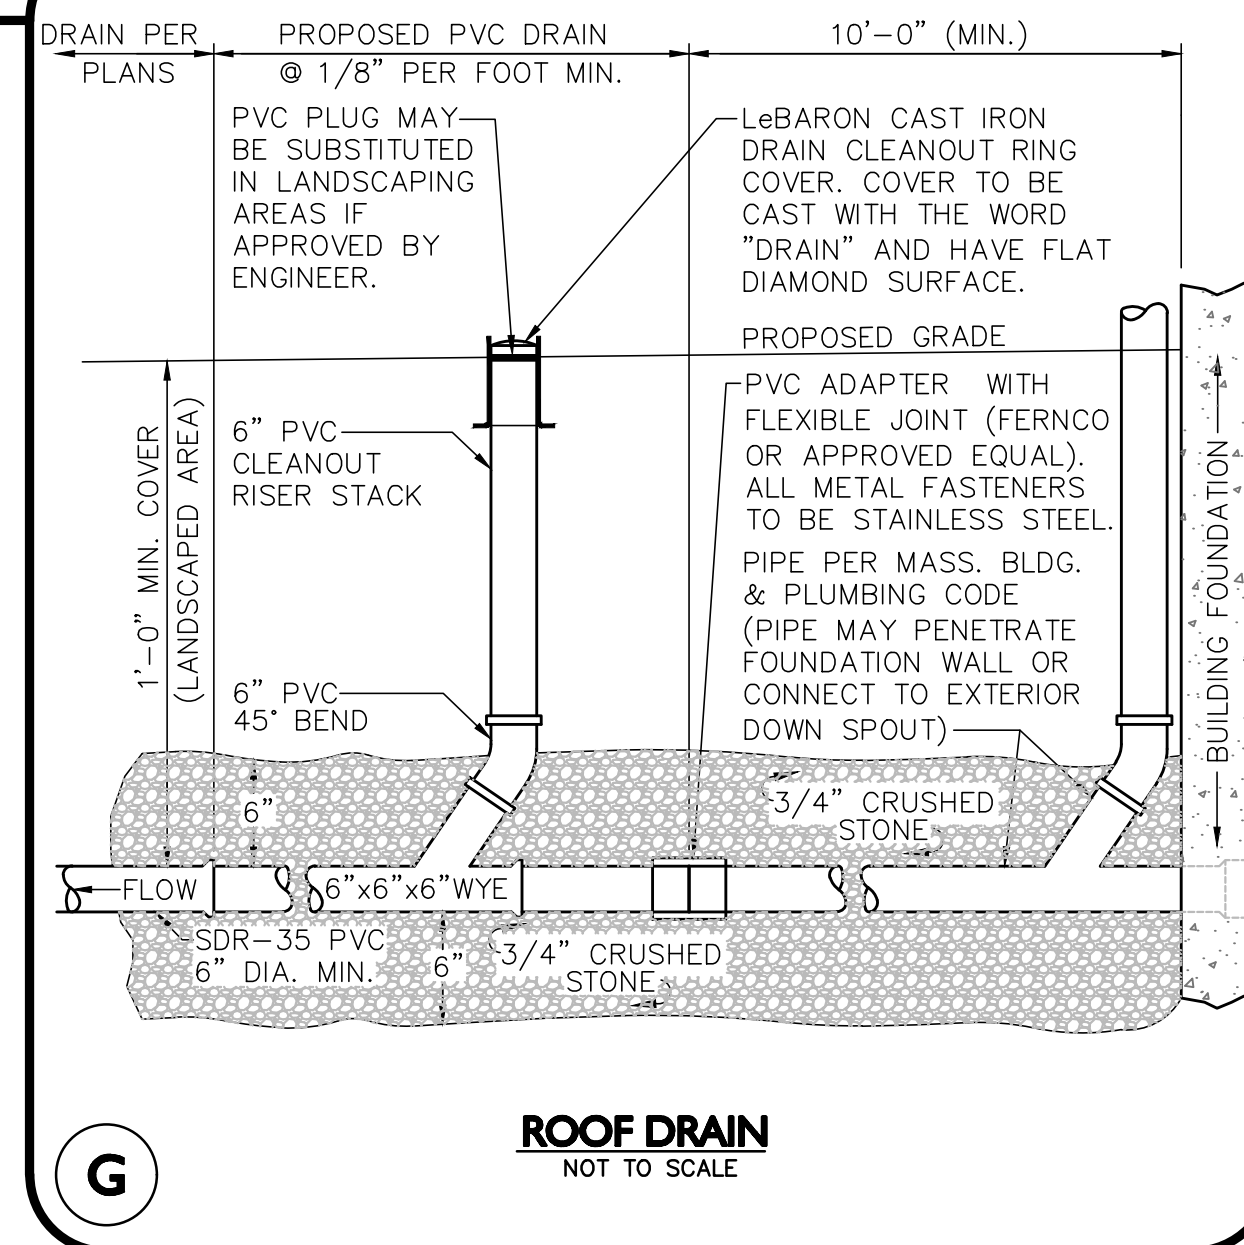 DRAIN PER
PLANS
PROPOSED PVC DRAIN
@ 1/8" PER FOOT MIN.
10'-0" (MIN.)
PVC PLUG MAY
BE SUBSTITUTED
IN LANDSCAPING
AREAS IF
APPROVED BY
ENGINEER.
LeBARON CAST IRON
DRAIN CLEANOUT RING
COVER. COVER TO BE
CAST WITH THE WORD
"DRAIN" AND HAVE FLAT
DIAMOND SURFACE.
PROPOSED GRADE
PVC ADAPTER WITH
FLEXIBLE JOINT (FERNCO
OR APPROVED EQUAL).
ALL METAL FASTENERS
TO BE STAINLESS STEEL.
PIPE PER MASS. BLDG.
& PLUMBING CODE
(PIPE MAY PENETRATE
FOUNDATION WALL OR
CONNECT TO EXTERIOR
DOWN SPOUT)
1'-0" MIN. COVER
(LANDSCAPED AREA)
6" PVC
CLEANOUT
RISER STACK
6" PVC
45° BEND
BUILDING FOUNDATION
6"
3/4" CRUSHED
STONE
FLOW
6"x6"x6"WYE
SDR-35 PVC
6" DIA. MIN.
6"
3/4" CRUSHED
STONE
ROOF DRAIN
NOT TO SCALE
G